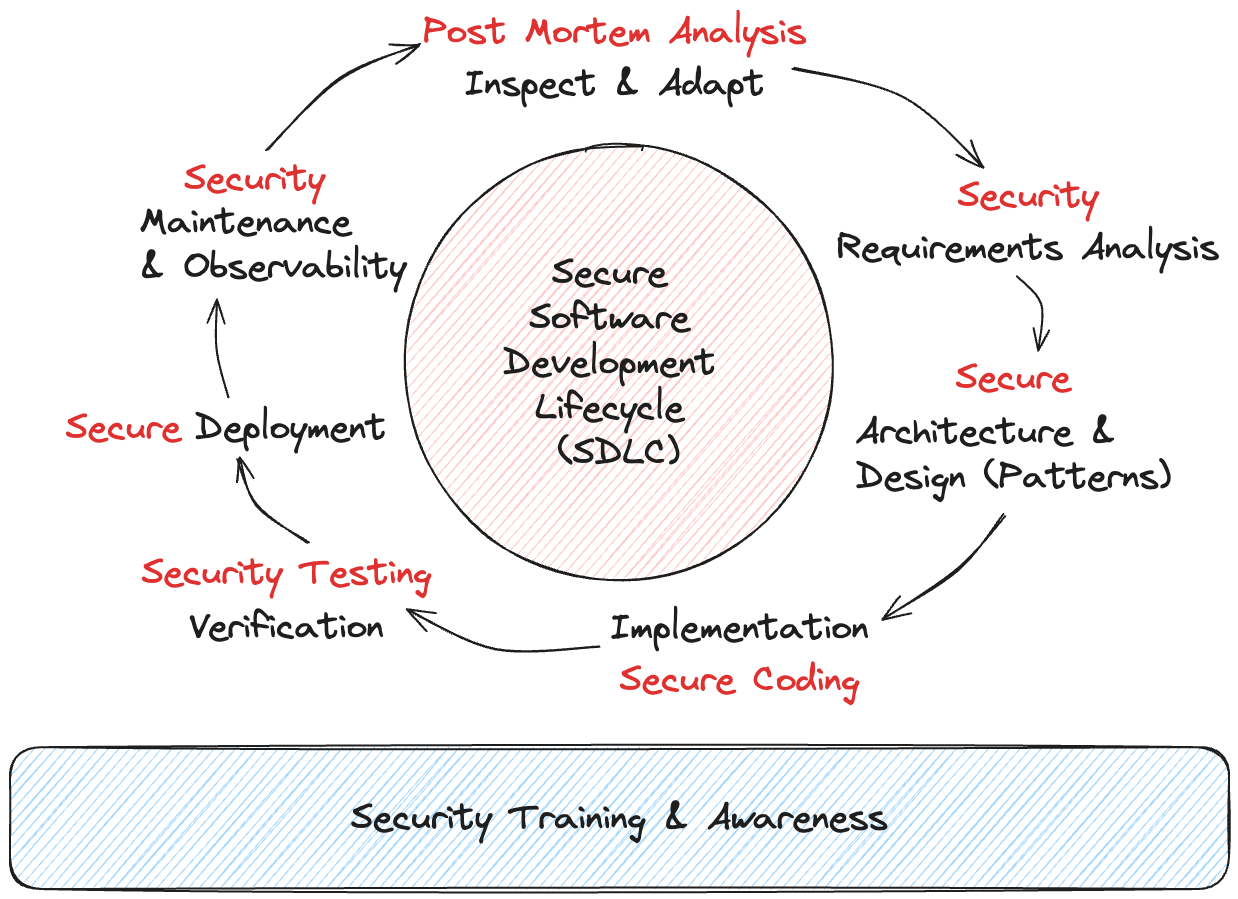 Post Mortem Analysis
Inspect & Adapt
Security
Requirements Analysis
Secure
Architecture &
Design (Patterns)
Implementation
Secure Coding
Security Testing
Verification
Secure Deployment
Security
Maintenance
& Observability
Secure
Software
Development
Lifecycle
(SDLC)
Security Training & Awareness